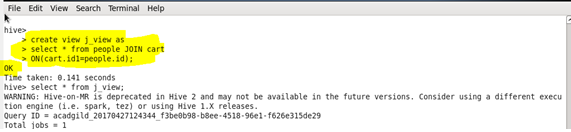 File Edit View Search Terminal Help
hive>
> create view j_view as
> select * from people JOIN cart
> ON(cart.id1=people.id);
OK
Time taken: 0.141 seconds
hive> select * from j_view;
WARNING: Hive-on-MR is deprecated in Hive 2 and may not be available in the future versions. Consider using a different execu
tion engine (i.e. spark, tez) or using Hive 1.X releases.
Query ID = acadgild_20170427124344_f3be0b98-b8ee-4518-96e1-f626e315de29
Total jobs = 1